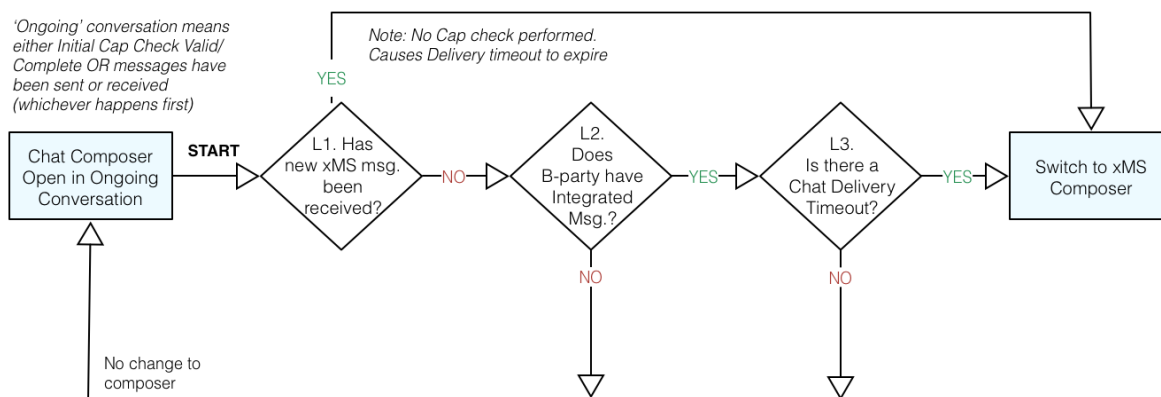 ‘Ongoing’ conversation means
either Initial Cap Check Valid/
Complete OR messages have
been sent or received
(whichever happens first)
Note: No Cap check performed.
Causes Delivery timeout to expire
YES
Chat Composer
Open in Ongoing
Conversation
START
L1. Has
new xMS msg.
been
received?
NO
L2.
Does
B-party have
Integrated
Msg.?
YES
L3.
Is there a
Chat Delivery
Timeout?
YES
Switch to xMS
Composer
NO
NO
No change to
composer